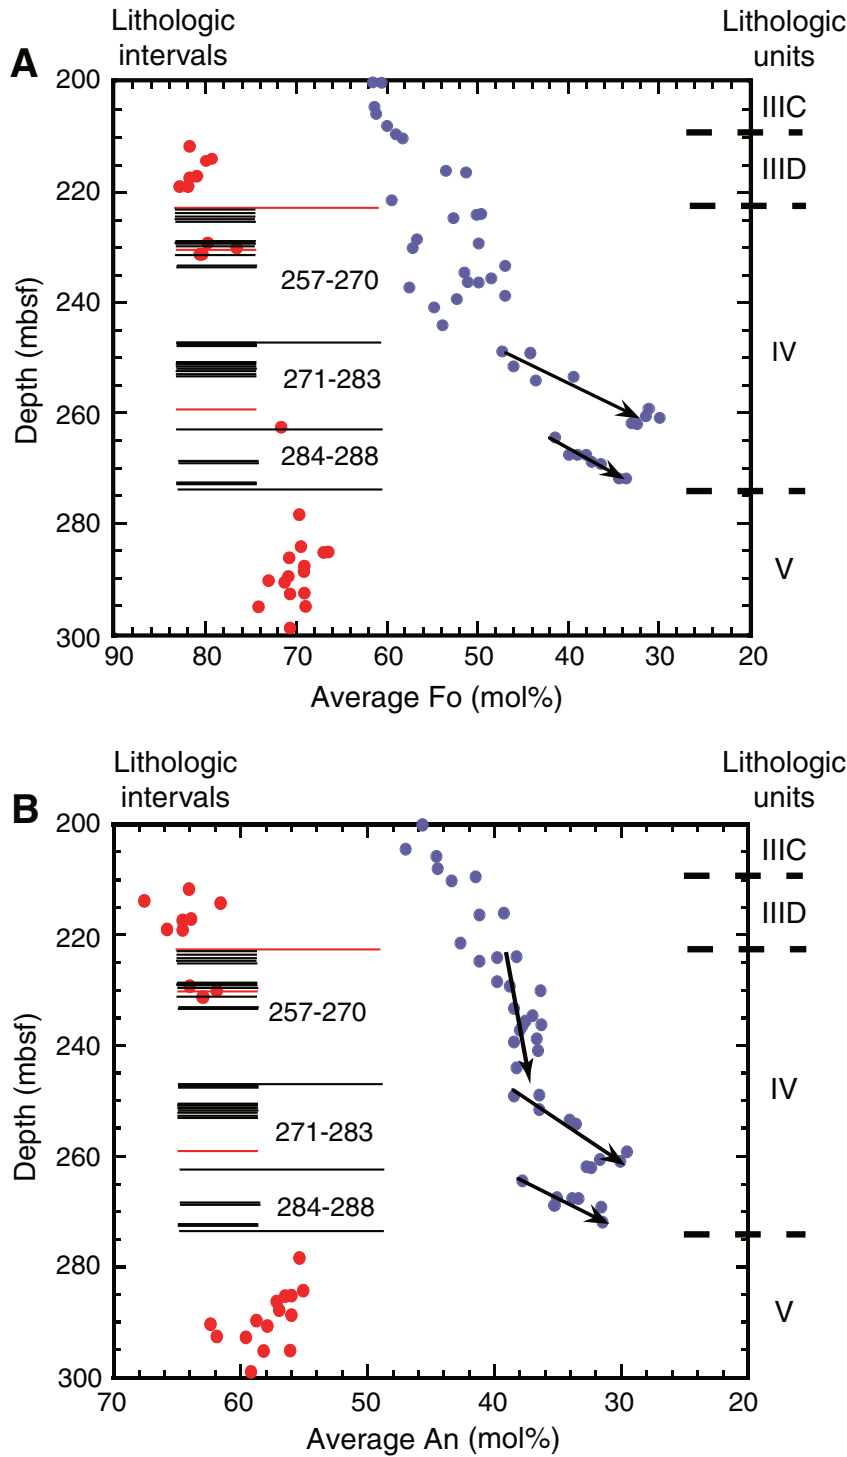 Lithologic intervals
Lithologic units
A
200
220
240
260
280
300
Depth (mbsf)
257-270
271-283
284-288
IIIC
IIID
IV
V
90 80 70 60 50 40 30 20
Average Fo (mol%)
Lithologic intervals
Lithologic units
B
200
220
240
260
280
300
Depth (mbsf)
257-270
271-283
284-288
IIIC
IIID
IV
V
70 60 50 40 30 20
Average An (mol%)